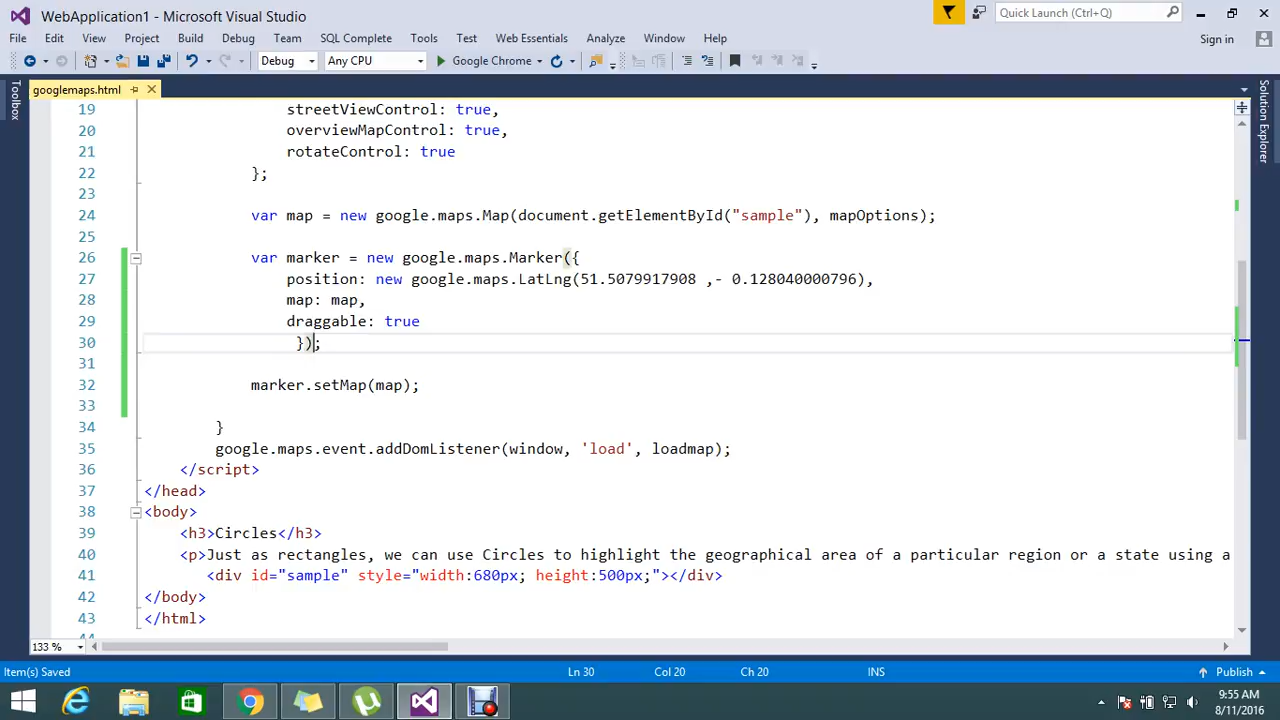 WebApplication1 - Microsoft Visual Studio
Quick Launch (Ctrl+Q)
File Edit View Project Build Debug Team SQL Complete Tools Test Web Essentials Analyze Window Help
Sign in
Debug Any CPU Google Chrome
googlemaps.html
Toolbox
Solution Explorer
19 streetViewControl: true,
20 overviewMapControl: true,
21 rotateControl: true
22 };
23
24 var map = new google.maps.Map(document.getElementById("sample"), mapOptions);
25
26 var marker = new google.maps.Marker({
27 position: new google.maps.LatLng(51.5079917908 ,- 0.128040000796),
28 map: map,
29 draggable: true
30 });
31
32 marker.setMap(map);
33
34 }
35 google.maps.event.addDomListener(window, 'load', loadmap);
36 </script>
37 </head>
38 <body>
39 <h3>Circles</h3>
40 <p>Just as rectangles, we can use Circles to highlight the geographical area of a particular region or a state using a
41 <div id="sample" style="width:680px; height:500px;"></div>
42 </body>
43 </html>
44
133 %
Item(s) Saved Ln 30 Col 20 Ch 20 INS Publish
9:55 AM
8/11/2016